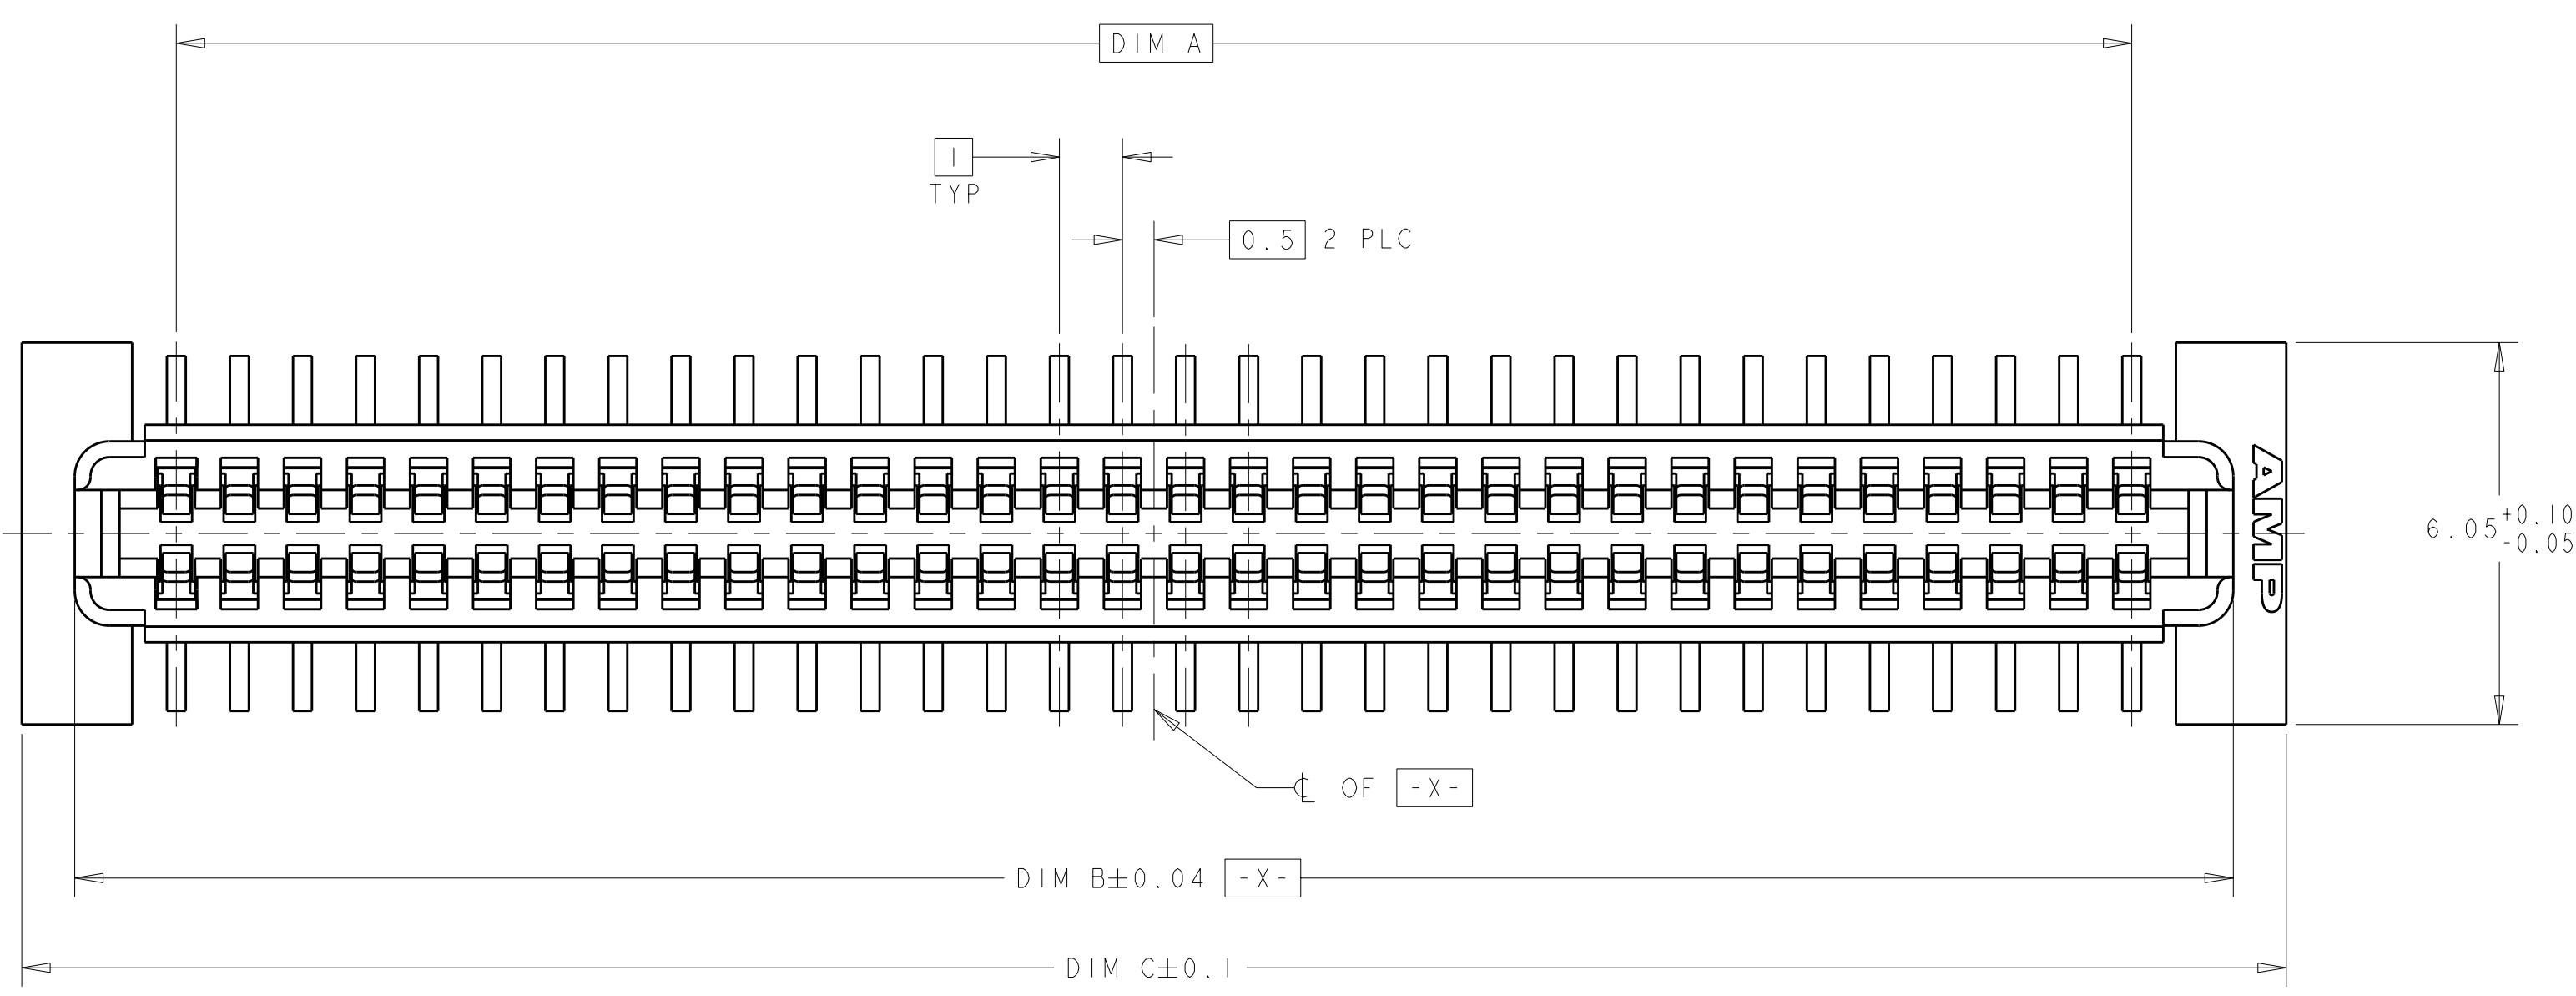 DIM A
1
TYP
0.5 2 PLC
AMP
6.05 +0.10
-0.05
℄ OF -X-
DIM B±0.04 -X-
DIM C±0.1